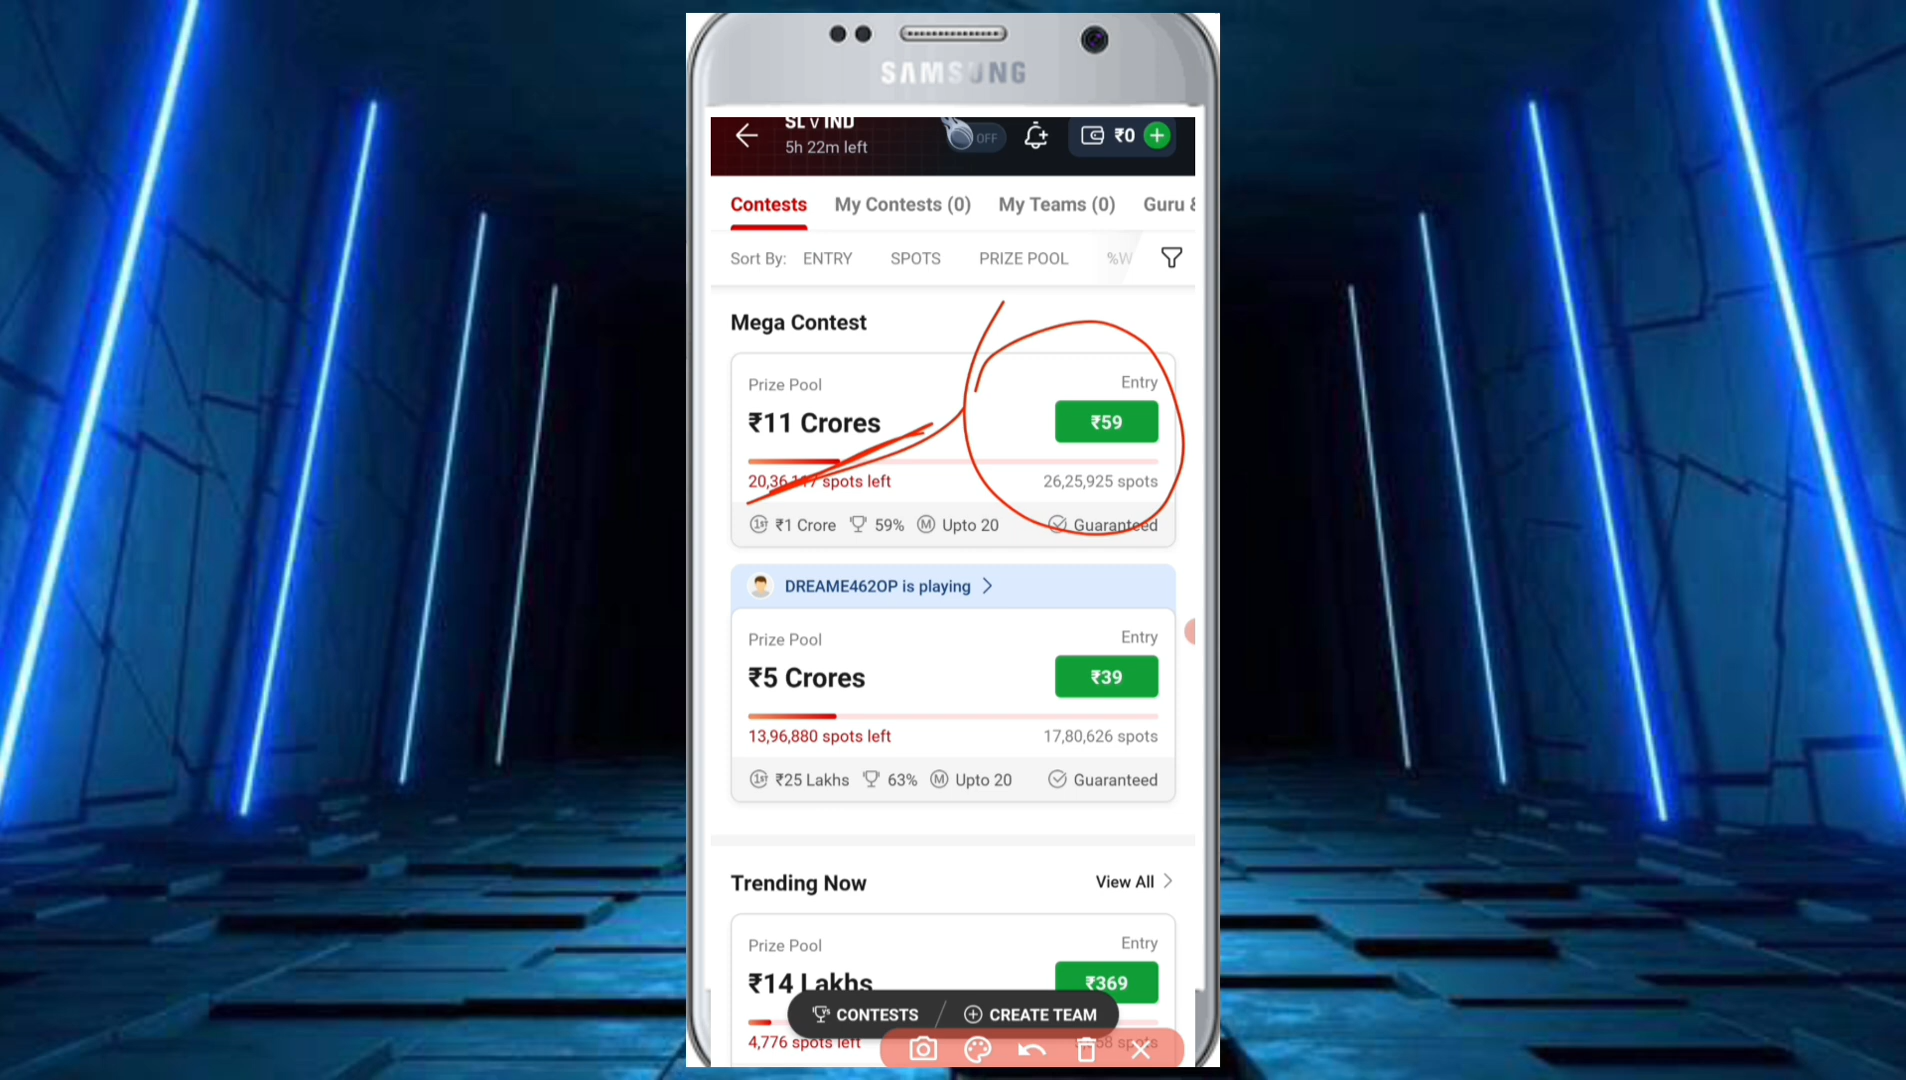 SAMSUNG
SL v IND
5h 22m left
OFF
₹0
Contests My Contests (0) My Teams (0) Guru &
Sort By: ENTRY SPOTS PRIZE POOL %W
Mega Contest
Prize Pool Entry
₹11 Crores ₹59
spots left 26,25,925 spots
1st ₹1 Crore 59% M Upto 20 Guaranteed
DREAME462OP is playing
Prize Pool Entry
₹5 Crores ₹39
13,96,880 spots left 17,80,626 spots
1st ₹25 Lakhs 63% M Upto 20 Guaranteed
Trending Now View All
Prize Pool Entry
₹14 Lakhs ₹369
CONTESTS CREATE TEAM
4,776 spots left spots